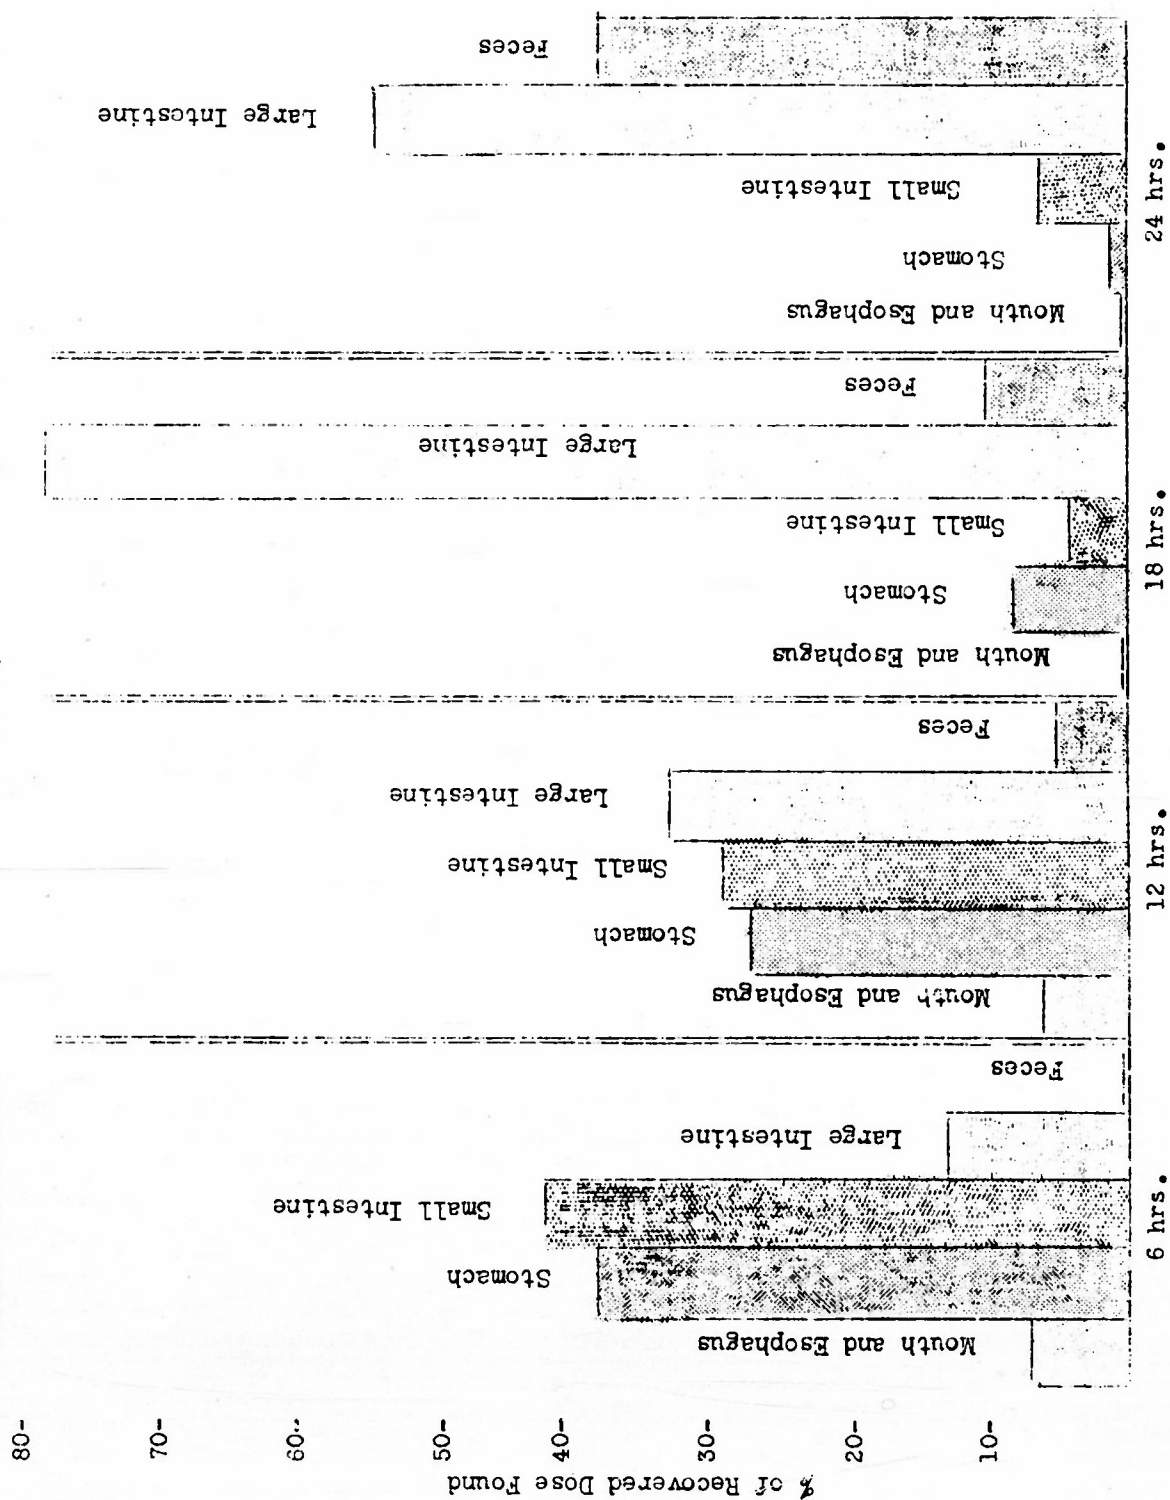 % of Recovered Dose Found
80-
70-
60-
50-
40-
30-
20-
10-
Mouth and Esophagus
Stomach
Small Intestine
Large Intestine
Feces
6 hrs.
Mouth and Esophagus
Stomach
Small Intestine
Large Intestine
Feces
12 hrs.
Mouth and Esophagus
Stomach
Small Intestine
Large Intestine
Feces
18 hrs.
Mouth and Esophagus
Stomach
Small Intestine
Large Intestine
Feces
24 hrs.